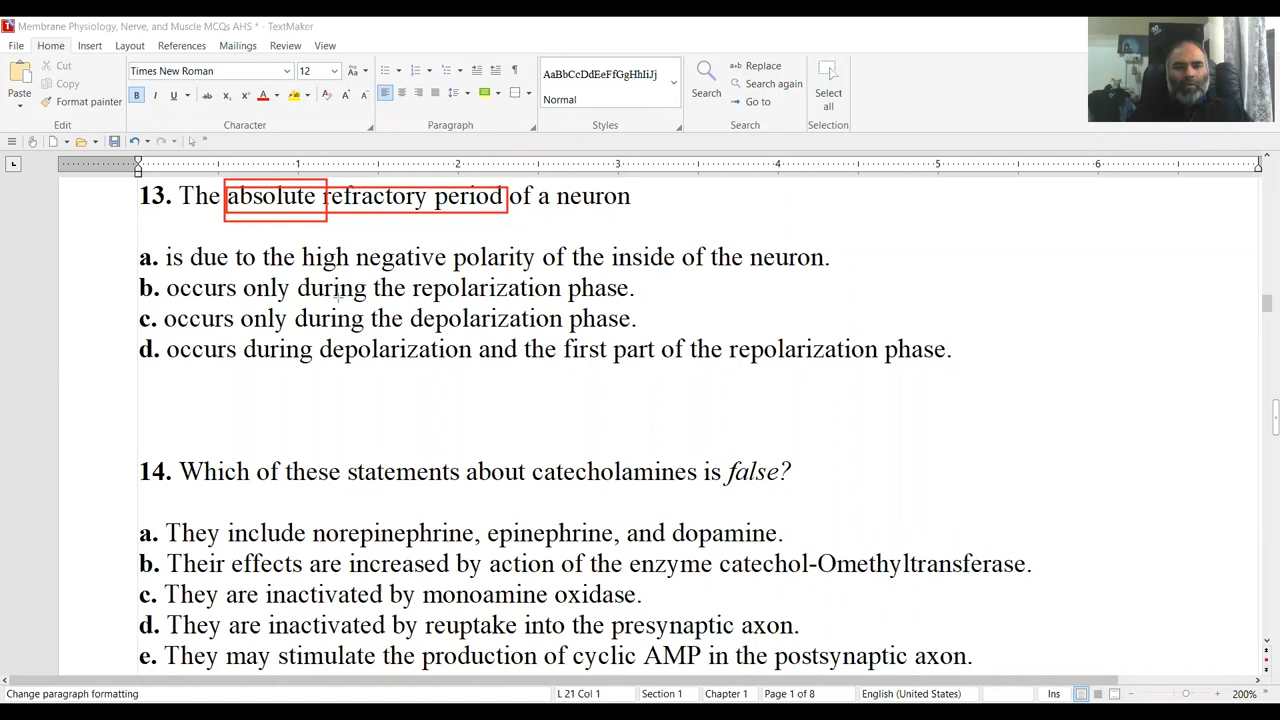 Membrane Physiology, Nerve, and Muscle MCQs AHS * - TextMaker
File Home Insert Layout References Mailings Review View
Paste
Cut
Copy
Format painter
Edit
Times New Roman 12 Aa
B I U ab A
Character
Paragraph
AaBbCcDdEeFfGgHhIiJj
Normal
Styles
Search
Replace
Search again
Go to
Search
Select all
Selection
1 2 3 4 5 6
13. The absolute refractory period of a neuron
a. is due to the high negative polarity of the inside of the neuron.
b. occurs only during the repolarization phase.
c. occurs only during the depolarization phase.
d. occurs during depolarization and the first part of the repolarization phase.
14. Which of these statements about catecholamines is false?
a. They include norepinephrine, epinephrine, and dopamine.
b. Their effects are increased by action of the enzyme catechol-Omethyltransferase.
c. They are inactivated by monoamine oxidase.
d. They are inactivated by reuptake into the presynaptic axon.
e. They may stimulate the production of cyclic AMP in the postsynaptic axon.
Change paragraph formatting L 21 Col 1 Section 1 Chapter 1 Page 1 of 8 English (United States) Ins 200%